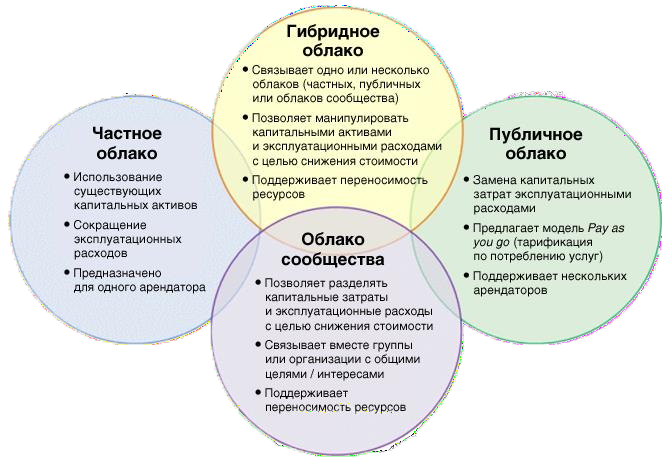 Гибридное
облако
• Связывает одно или несколько
облаков (частных, публичных
или облаков сообщества)
• Позволяет манипулировать
капитальными активами
и эксплуатационными расходами
с целью снижения стоимости
• Поддерживает переносимость
ресурсов
Частное
облако
• Использование
существующих
капитальных активов
• Сокращение
эксплуатационных
расходов
• Предназначено
для одного арендатора
Публичное
облако
• Замена капитальных
затрат эксплуатационными
расходами
• Предлагает модель Pay as
you go (тарификация
по потреблению услуг)
• Поддерживает нескольких
арендаторов
Облако
сообщества
• Позволяет разделять
капитальные затраты
и эксплуатационные расходы
с целью снижения стоимости
• Связывает вместе группы
или организации с общими
целями / интересами
• Поддерживает
переносимость ресурсов